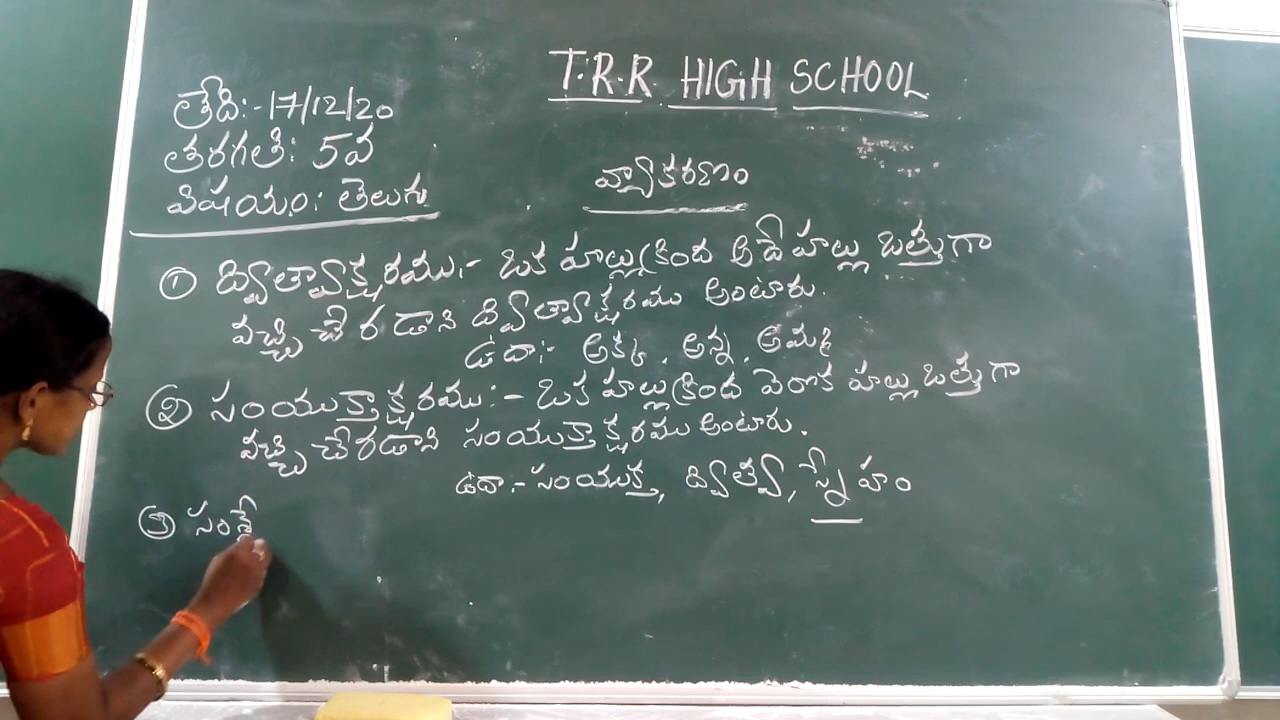 T.R.R. HIGH SCHOOL
తేది:-17/12/20
తరగతి: 5వ
విషయం: తెలుగు
వ్యాకరణం
① ద్విత్వాక్షరము:- ఒక హల్లు క్రింద అదేహల్లు ఒత్తుగా
వచ్చి చేరడాని ద్విత్వాక్షరము అంటారు.
ఉదా:- అక్క, అన్న, అమ్మ
② సంయుక్తాక్షరము:- ఒక హల్లు క్రింద వెరొక హల్లు ఒత్తుగా
వచ్చి చేరడాని సంయుక్తాక్షరము అంటారు.
ఉదా:- సంయుక్త, ద్విత్వ, స్నేహం
③ సంశ్లే